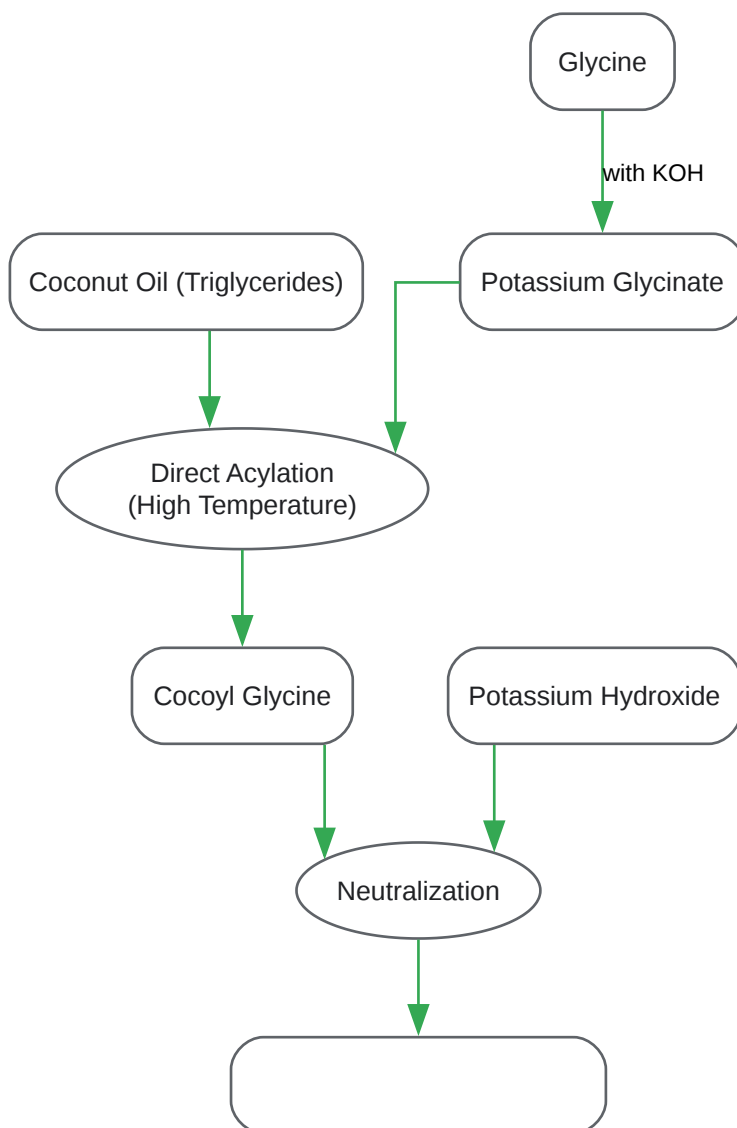 Glycine
with KOH
Coconut Oil (Triglycerides)
Potassium Glycinate
Direct Acylation
(High Temperature)
Cocoyl Glycine
Potassium Hydroxide
Neutralization